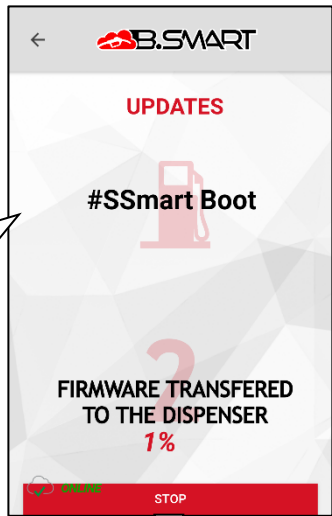 B.SMART
UPDATES
#SSmart Boot
2
FIRMWARE TRANSFERED
TO THE DISPENSER
1%
ONLINE
STOP